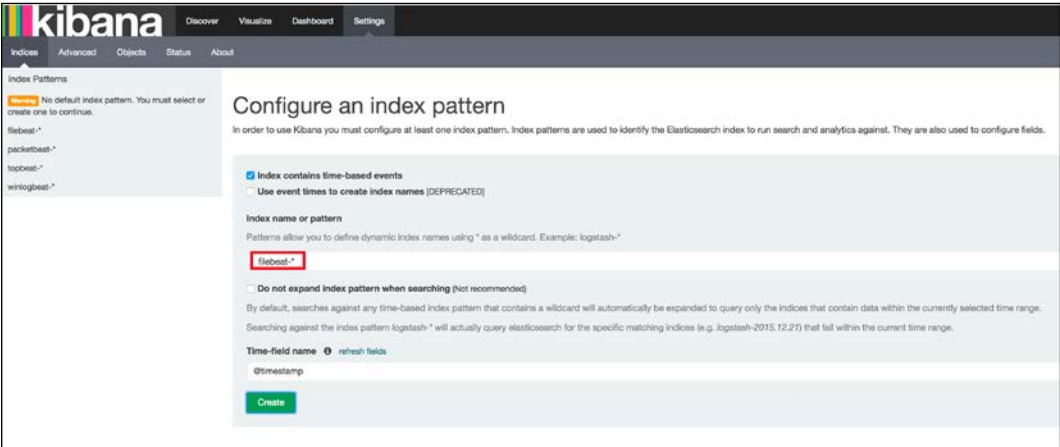 kibana
Discover Visualize Dashboard Settings
Indices Advanced Objects Status About
Index Patterns
Warning No default index pattern. You must select or
create one to continue.
filebeat-*
packetbeat-*
topbeat-*
winlogbeat-*
Configure an index pattern
In order to use Kibana you must configure at least one index pattern. Index patterns are used to identify the Elasticsearch index to run search and analytics against. They are also used to configure fields.
Index contains time-based events
Use event times to create index names [DEPRECATED]
Index name or pattern
Patterns allow you to define dynamic index names using * as a wildcard. Example: logstash-*
filebeat-*
Do not expand index pattern when searching (Not recommended)
By default, searches against any time-based index pattern that contains a wildcard will automatically be expanded to query only the indices that contain data within the currently selected time range.
Searching against the index pattern logstash-* will actually query elasticsearch for the specific matching indices (e.g. logstash-2015.12.21) that fall within the current time range.
Time-field name refresh fields
@timestamp
Create